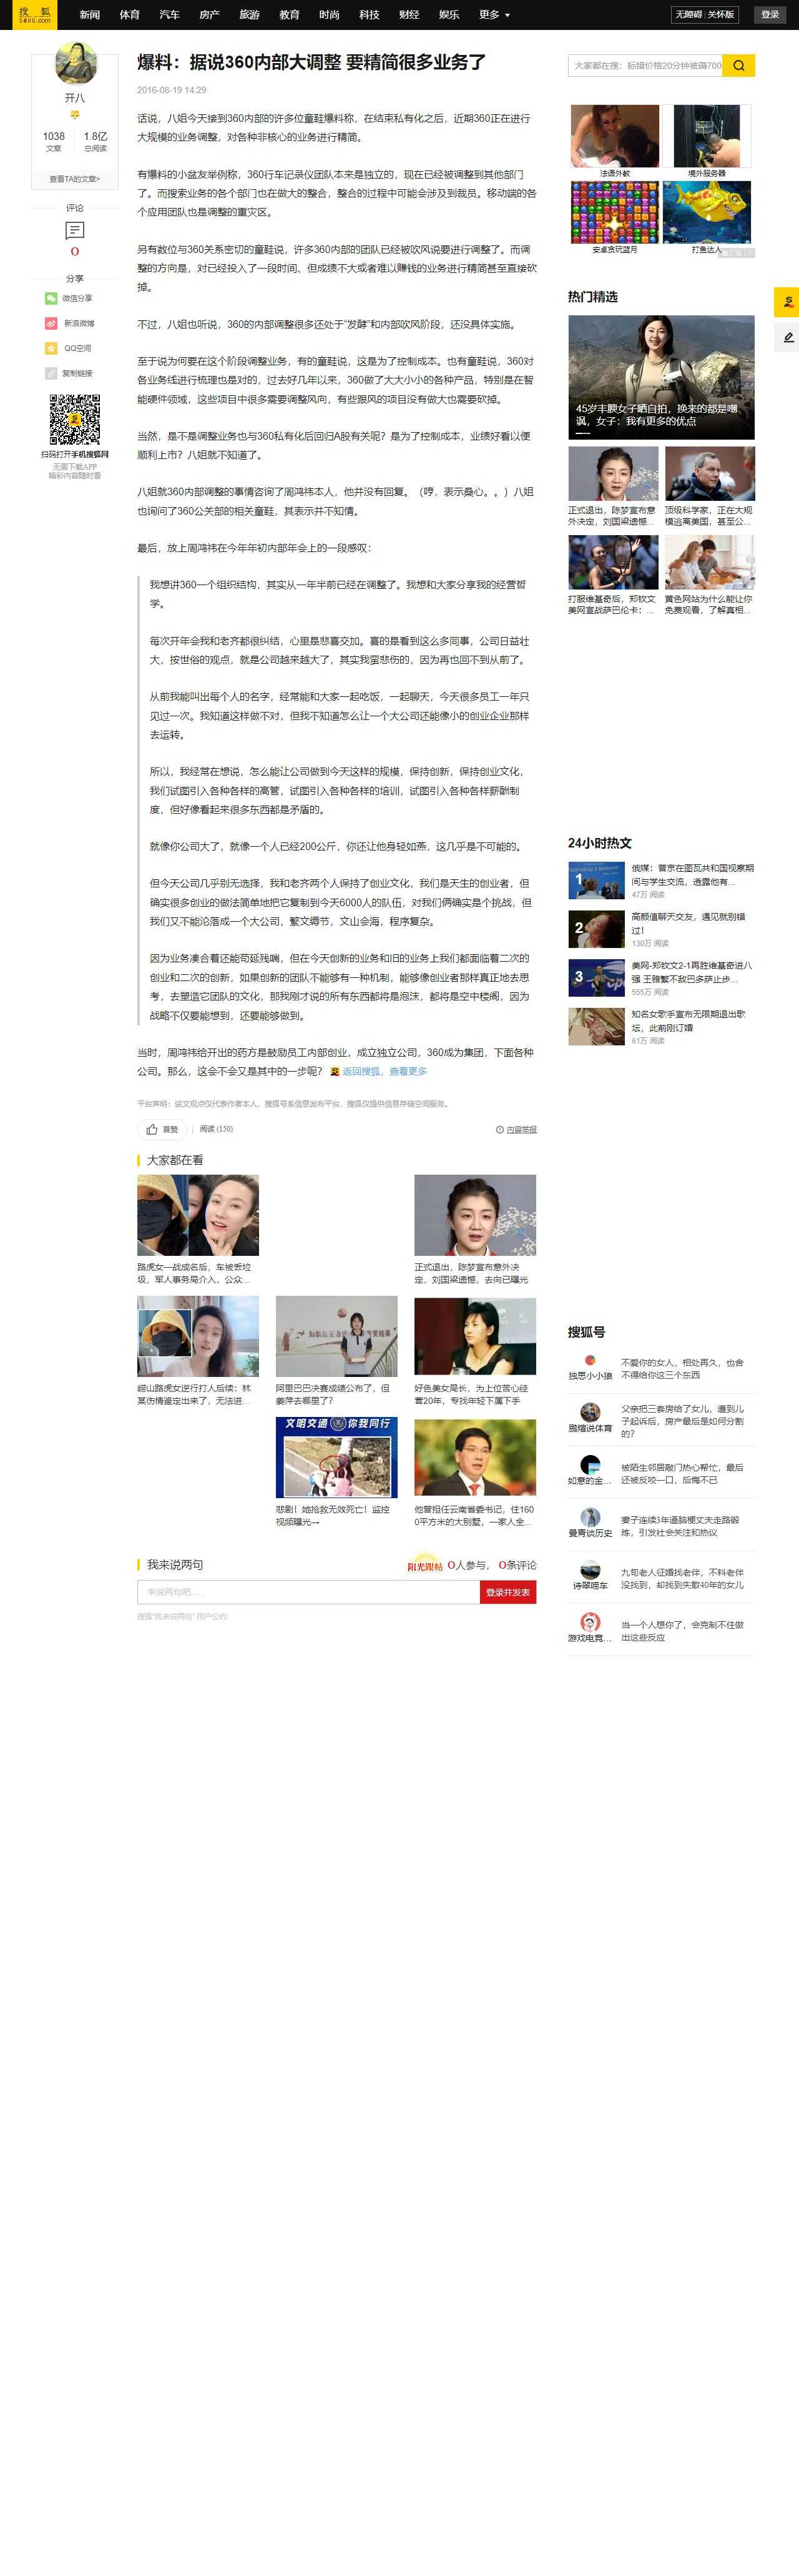 搜狐
sohu.com
新闻 体育 汽车 房产 旅游 教育 时尚 科技 财经 娱乐 更多
无障碍 关怀版
登录
开八
1038 1.8亿
文章 总阅读
查看TA的文章>
评论
0
分享
微信分享
新浪微博
QQ空间
复制链接
扫码打开手机搜狐网
无需下载APP
精彩内容随时看
爆料：据说360内部大调整 要精简很多业务了
2016-08-19 14:29
话说，八姐今天接到360内部的许多位童鞋爆料称，在结束私有化之后，近期360正在进行
大规模的业务调整，对各种非核心的业务进行精简。
有爆料的小盆友举例称，360行车记录仪团队本来是独立的，现在已经被调整到其他部门
了。而搜索业务的各个部门也在做大的整合，整合的过程中可能会涉及到裁员。移动端的各
个应用团队也是调整的重灾区。
另有数位与360关系密切的童鞋说，许多360内部的团队已经被吹风说要进行调整了。而调
整的方向是，对已经投入了一段时间、但成绩不大或者难以赚钱的业务进行精简甚至直接砍
掉。
不过，八姐也听说，360的内部调整很多还处于“发酵”和内部吹风阶段，还没具体实施。
至于说为何要在这个阶段调整业务，有的童鞋说，这是为了控制成本。也有童鞋说，360对
各业务线进行梳理也是对的，过去好几年以来，360做了大大小小的各种产品，特别是在智
能硬件领域，这些项目中很多需要调整风向，有些跟风的项目没有做大也需要砍掉。
当然，是不是调整业务也与360私有化后回归A股有关呢？是为了控制成本，业绩好看以便
顺利上市？八姐就不知道了。
八姐就360内部调整的事情咨询了周鸿祎本人，他并没有回复。（哼，表示桑心。。）八姐
也询问了360公关部的相关童鞋，其表示并不知情。
最后，放上周鸿祎在今年年初内部年会上的一段感叹：
我想讲360一个组织结构，其实从一年半前已经在调整了。我想和大家分享我的经营哲
学。
每次开年会我和老齐都很纠结，心里是悲喜交加。喜的是看到这么多同事，公司日益壮
大，按世俗的观点，就是公司越来越大了，其实我蛮悲伤的，因为再也回不到从前了。
从前我能叫出每个人的名字，经常能和大家一起吃饭，一起聊天，今天很多员工一年只
见过一次。我知道这样做不对，但我不知道怎么让一个大公司还能像小的创业企业那样
去运转。
所以，我经常在想说，怎么能让公司做到今天这样的规模，保持创新，保持创业文化，
我们试图引入各种各样的高管，试图引入各种各样的培训，试图引入各种各样薪酬制
度，但好像看起来很多东西都是矛盾的。
就像你公司大了，就像一个人已经200公斤，你还让他身轻如燕，这几乎是不可能的。
但今天公司几乎别无选择，我和老齐两个人保持了创业文化，我们是天生的创业者，但
确实很多创业的做法简单地把它复制到今天6000人的队伍，对我们俩确实是个挑战，但
我们又不能沦落成一个大公司，繁文缛节，文山会海，程序复杂。
因为业务凑合着还能苟延残喘，但在今天创新的业务和旧的业务上我们都面临着二次的
创业和二次的创新，如果创新的团队不能够有一种机制，能够像创业者那样真正地去思
考，去塑造它团队的文化，那我刚才说的所有东西都将是泡沫，都将是空中楼阁，因为
战略不仅要能想到，还要能够做到。
当时，周鸿祎给开出的药方是鼓励员工内部创业，成立独立公司，360成为集团，下面各种
公司。那么，这会不会又是其中的一步呢？ 返回搜狐，查看更多
平台声明：该文观点仅代表作者本人，搜狐号系信息发布平台，搜狐仅提供信息存储空间服务。
首赞 阅读 (150) 内容举报
大家都在看
路虎女一战成名后，车被丢垃
圾，军人事务局介入，公众...
正式退出，陈梦宣布意外决
定，刘国梁遗憾，去向已曝光
崂山路虎女逆行打人后续：林
某伤情鉴定出来了，无法进...
阿里巴巴决赛成绩公布了，但
姜萍去哪里了？
好色美女局长，为上位苦心经
营20年，专找年轻下属下手
文明交通 你我同行
悲剧！她抢救无效死亡！监控
视频曝光→
他曾担任云南省委书记，住160
0平方米的大别墅，一家人全...
我来说两句
阳光跟帖 0人参与，0条评论
来说两句吧......
登录并发表
搜狐“我来说两句” 用户公约
大家都在搜：标错价格20分钟被薅700
法语外教 境外服务器
安卓贪玩蓝月 打鱼达人
热门精选
45岁丰腴女子晒自拍，换来的都是嘲
讽，女子：我有更多的优点
正式退出，陈梦宣布意
外决定，刘国梁遗憾...
顶级科学家，正在大规
模逃离美国，甚至公...
打服维基奇后，郑钦文
美网宣战萨巴伦卡：...
黄色网站为什么能让你
免费观看，了解真相...
24小时热文
1
俄媒：普京在图瓦共和国视察期
间与学生交流，透露他有...
47万 阅读
2
高颜值聊天交友，遇见就别错
过！
130万 阅读
3
美网-郑钦文2-1再胜维基奇进八
强 王雅繁不敌巴多萨止步...
555万 阅读
知名女歌手宣布无限期退出歌
坛，此前刚订婚
61万 阅读
搜狐号
独思小小狼
不爱你的女人，相处再久，也舍
不得给你这三个东西
鹏煊说体育
父亲把三套房给了女儿，遭到儿
子起诉后，房产最后是如何分割
的？
如意的金...
被陌生邻居敲门热心帮忙，最后
还被反咬一口，后悔不已
曼青谈历史
妻子连续3年逼脑梗丈夫走路锻
炼，引发社会关注和热议
诗翠唠车
九旬老人征婚找老伴，不料老伴
没找到，却找到失散40年的女儿
游戏电竞...
当一个人想你了，会克制不住做
出这些反应